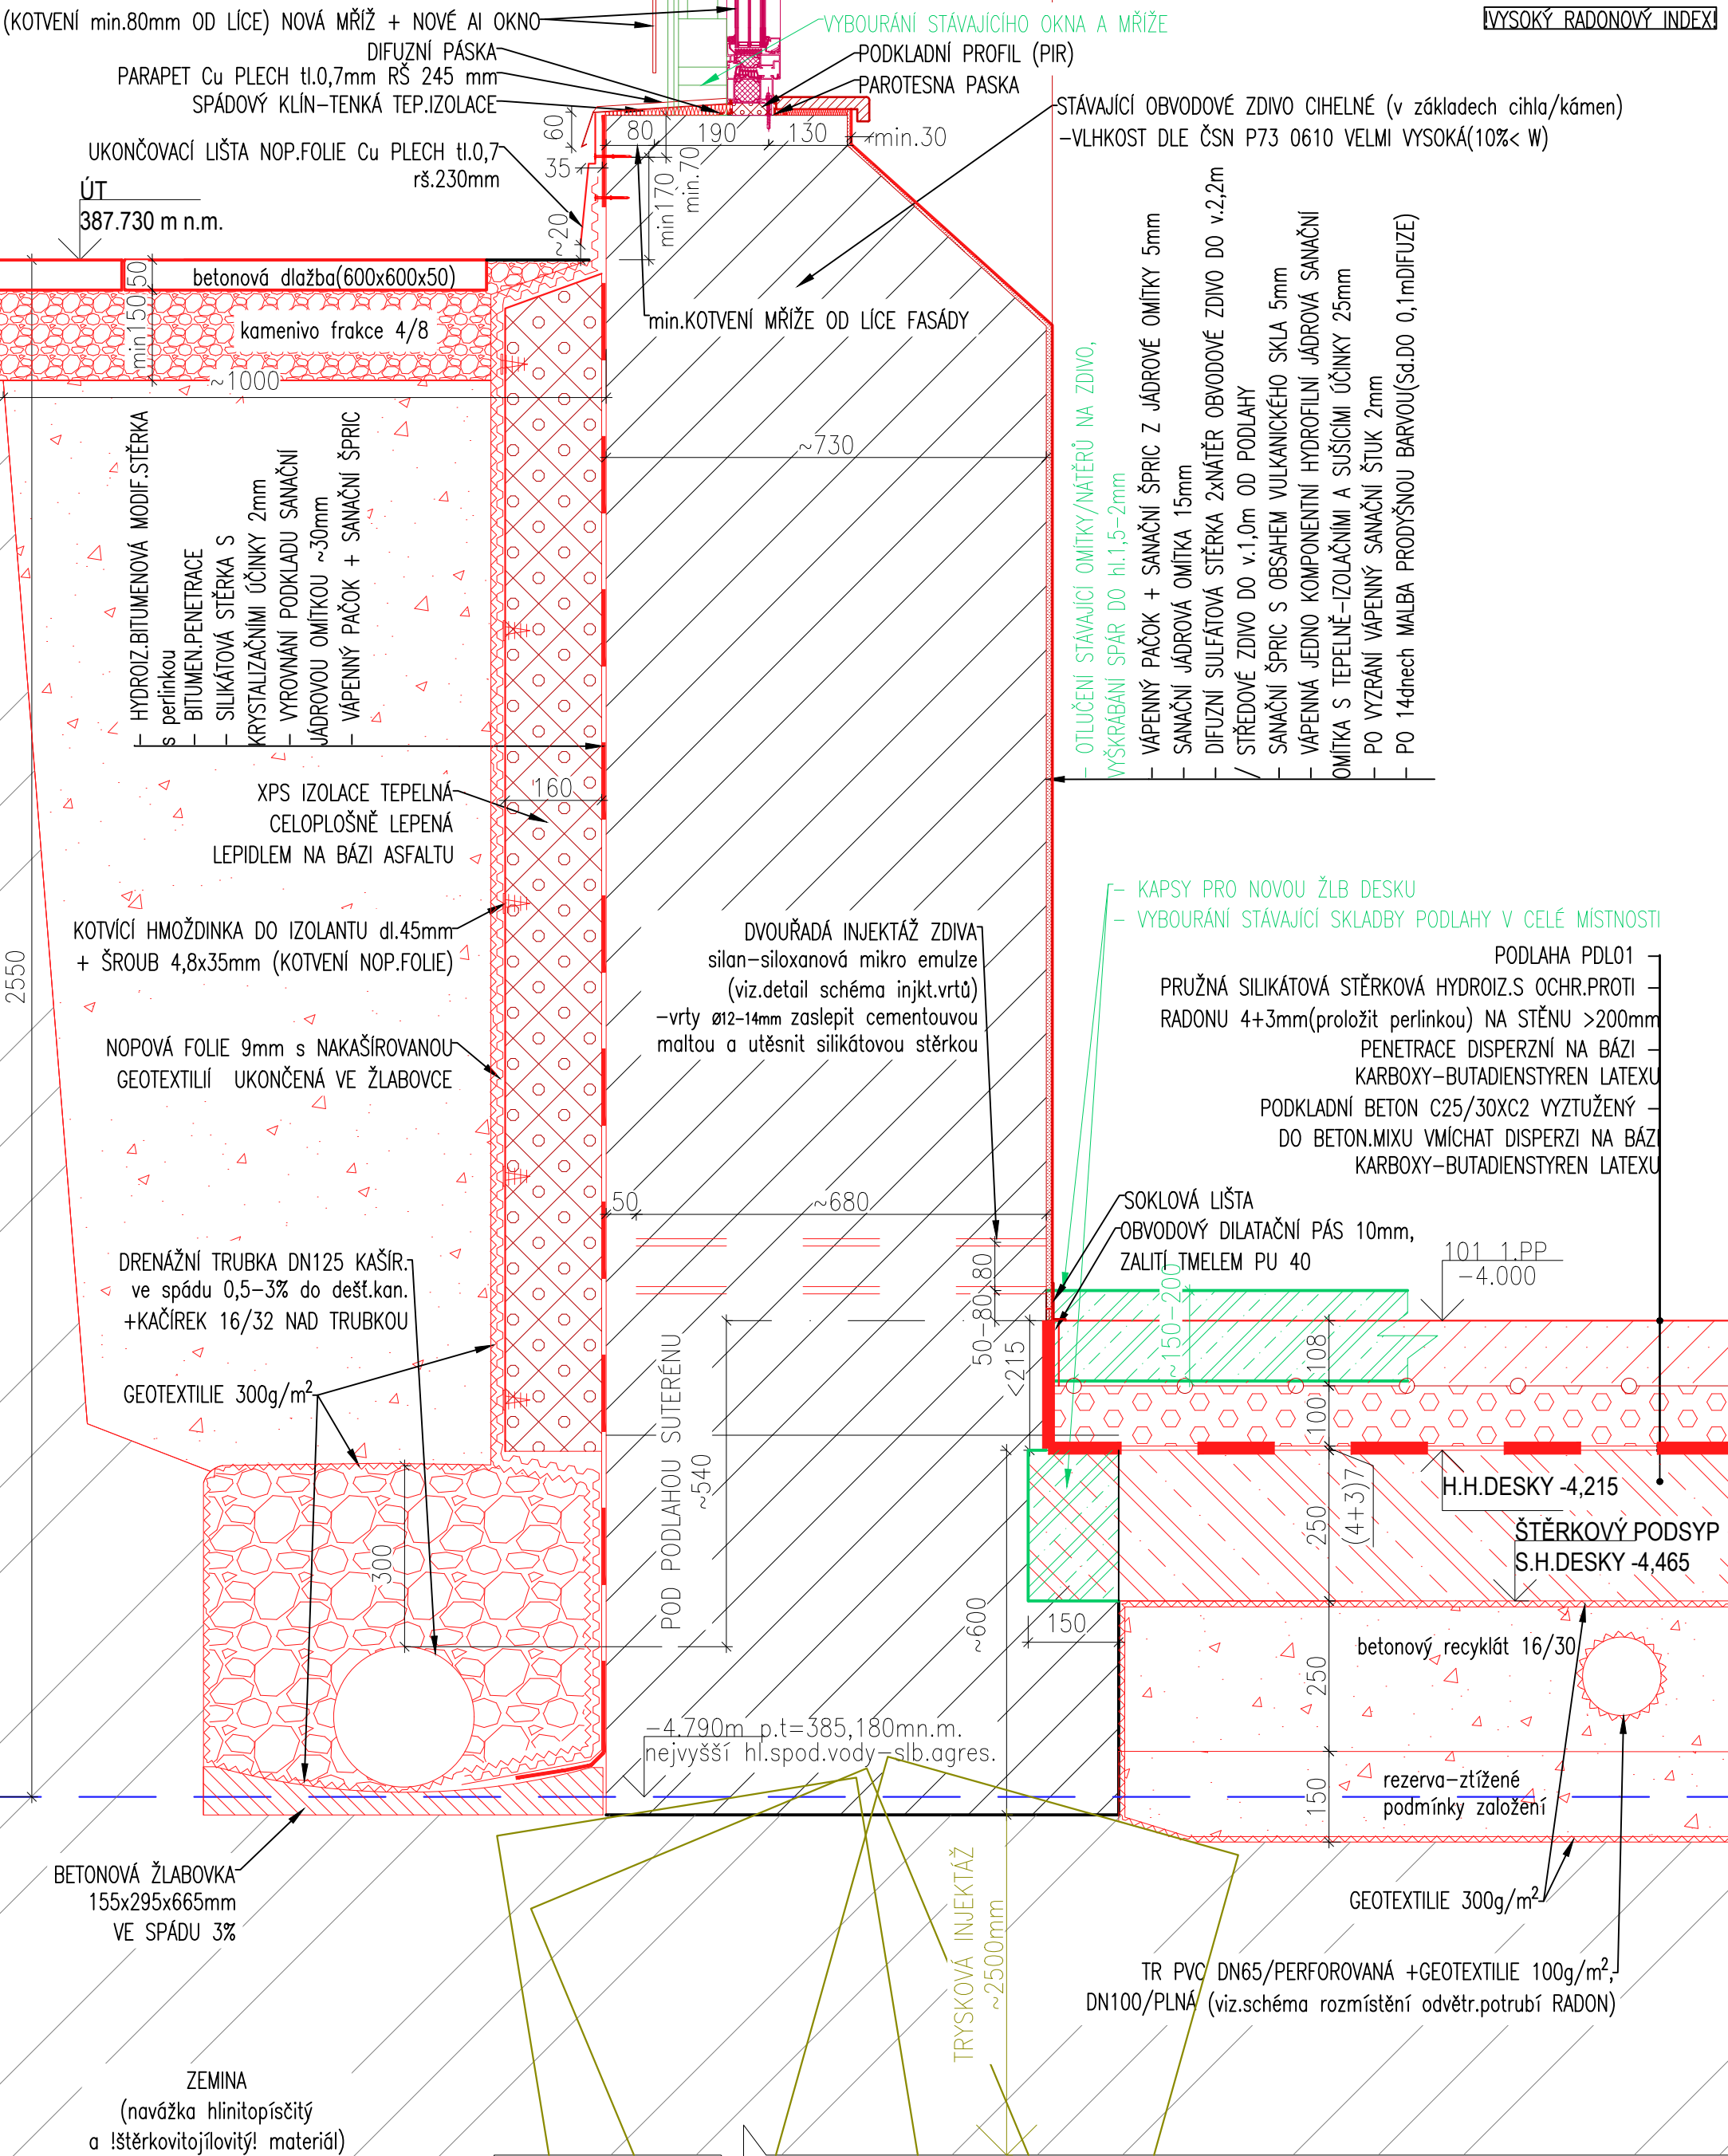 (KOTVENÍ min.80mm OD LÍCE) NOVÁ MŘÍŽ + NOVÉ Al OKNO
DIFUZNÍ PÁSKA
PARAPET Cu PLECH tl.0,7mm RŠ 245 mm
SPÁDOVÝ KLÍN-TENKÁ TEP.IZOLACE
UKONČOVACÍ LIŠTA NOP.FOLIE Cu PLECH tl.0,7
rš.230mm
VYBOURÁNÍ STÁVAJÍCÍHO OKNA A MŘÍŽE
PODKLADNÍ PROFIL (PIR)
PAROTESNA PASKA
VYSOKÝ RADONOVÝ INDEX!
STÁVAJÍCÍ OBVODOVÉ ZDIVO CIHELNÉ (v základech cihla/kámen)
-VLHKOST DLE ČSN P73 0610 VELMI VYSOKÁ(10%< W)
60
80
190
130
min.30
35
min170
min.70
~20
ÚT
387.730 m n.m.
50
betonová dlažba(600x600x50)
min150
kamenivo frakce 4/8
~1000
min.KOTVENÍ MŘÍŽE OD LÍCE FASÁDY
~730
- HYDROIZ.BITUMENOVÁ MODIF.STĚRKA
s perlinkou
- BITUMEN.PENETRACE
- SILIKÁTOVÁ STĚRKA S
KRYSTALIZAČNÍMI ÚČINKY 2mm
- VYROVNÁNÍ PODKLADU SANAČNÍ
JÁDROVOU OMÍTKOU ~30mm
- VÁPENNÝ PAČOK + SANAČNÍ ŠPRIC
- OTLUČENÍ STÁVAJÍCÍ OMÍTKY/NÁTĚRŮ NA ZDIVO,
VYŠKRÁBÁNÍ SPÁR DO hl.1,5-2mm
VÁPENNÝ PAČOK + SANAČNÍ ŠPRIC Z JÁDROVÉ OMÍTKY 5mm
SANAČNÍ JÁDROVÁ OMÍTKA 15mm
DIFUZNÍ SULFÁTOVÁ STĚRKA 2xNÁTĚR OBVODOVÉ ZDIVO DO v.2,2m
/ STŘEDOVÉ ZDIVO DO v.1,0m OD PODLAHY
SANAČNÍ ŠPRIC S OBSAHEM VULKANICKÉHO SKLA 5mm
VÁPENNÁ JEDNO KOMPONENTNÍ HYDROFILNÍ JÁDROVÁ SANAČNÍ
OMÍTKA S TEPELNĚ-IZOLAČNÍMI A SUŠÍCÍMI ÚČINKY 25mm
PO VYZRÁNÍ VÁPENNÝ SANAČNÍ ŠTUK 2mm
PO 14dnech MALBA PRODYŠNOU BARVOU(Sd.DO 0,1mDIFUZE)
2550
160
XPS IZOLACE TEPELNÁ
CELOPLOŠNĚ LEPENÁ
LEPIDLEM NA BÁZI ASFALTU
KOTVÍCÍ HMOŽDINKA DO IZOLANTU dl.45mm
+ ŠROUB 4,8x35mm (KOTVENÍ NOP.FOLIE)
NOPOVÁ FOLIE 9mm s NAKAŠÍROVANOU
GEOTEXTILIÍ UKONČENÁ VE ŽLABOVCE
DVOUŘADÁ INJEKTÁŽ ZDIVA
silan-siloxanová mikro emulze
(viz.detail schéma injkt.vrtů)
-vrty ø12-14mm zaslepit cementouvou
maltou a utěsnit silikátovou stěrkou
- KAPSY PRO NOVOU ŽLB DESKU
- VYBOURÁNÍ STÁVAJÍCÍ SKLADBY PODLAHY V CELÉ MÍSTNOSTI
PODLAHA PDL01 -
PRUŽNÁ SILIKÁTOVÁ STĚRKOVÁ HYDROIZ.S OCHR.PROTI -
RADONU 4+3mm(proložit perlinkou) NA STĚNU >200mm
PENETRACE DISPERZNÍ NA BÁZI -
KARBOXY-BUTADIENSTYREN LATEXU
PODKLADNÍ BETON C25/30XC2 VYZTUŽENÝ -
DO BETON.MIXU VMÍCHAT DISPERZI NA BÁZI
KARBOXY-BUTADIENSTYREN LATEXU
50
~680
SOKLOVÁ LIŠTA
OBVODOVÝ DILATAČNÍ PÁS 10mm,
ZALITÍ TMELEM PU 40
101 1.PP
-4.000
DRENÁŽNÍ TRUBKA DN125 KAŠÍR.
ve spádu 0,5-3% do dešť.kan.
+KAČÍREK 16/32 NAD TRUBKOU
GEOTEXTILIE 300g/m²
80
50-80
<215
~150-200
108
100
250
(4+3)7
POD PODLAHOU SUTERÉNU
~540
300
H.H.DESKY -4,215
ŠTĚRKOVÝ PODSYP
S.H.DESKY -4,465
~600
150
betonový recyklát 16/30
250
-4.790m p.t=385,180mn.m.
nejvyšší hl.spod.vody-slb.agres.
150
rezerva-ztížené
podmínky založení
BETONOVÁ ŽLABOVKA
155x295x665mm
VE SPÁDU 3%
TRYSKOVÁ INJEKTÁŽ
~2500mm
GEOTEXTILIE 300g/m²
TR PVC DN65/PERFOROVANÁ +GEOTEXTILIE 100g/m²,
DN100/PLNÁ (viz.schéma rozmístění odvětr.potrubí RADON)
ZEMINA
(navážka hlinitopísčitý
a !štěrkovitojílovitý! materiál)